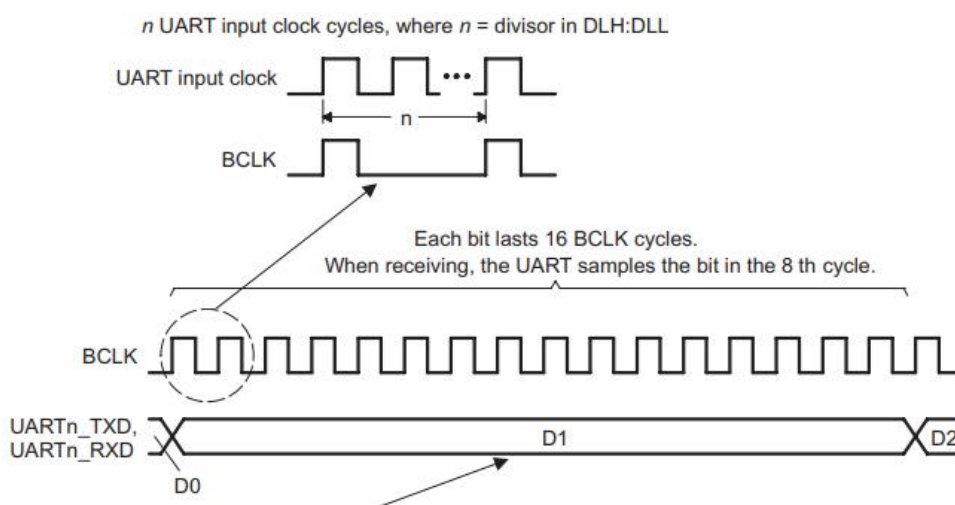 n UART input clock cycles, where n = divisor in DLH:DLL
UART input clock
n
BCLK
Each bit lasts 16 BCLK cycles.
When receiving, the UART samples the bit in the 8 th cycle.
BCLK
UARTn_TXD,
UARTn_RXD
D1
D2
D0